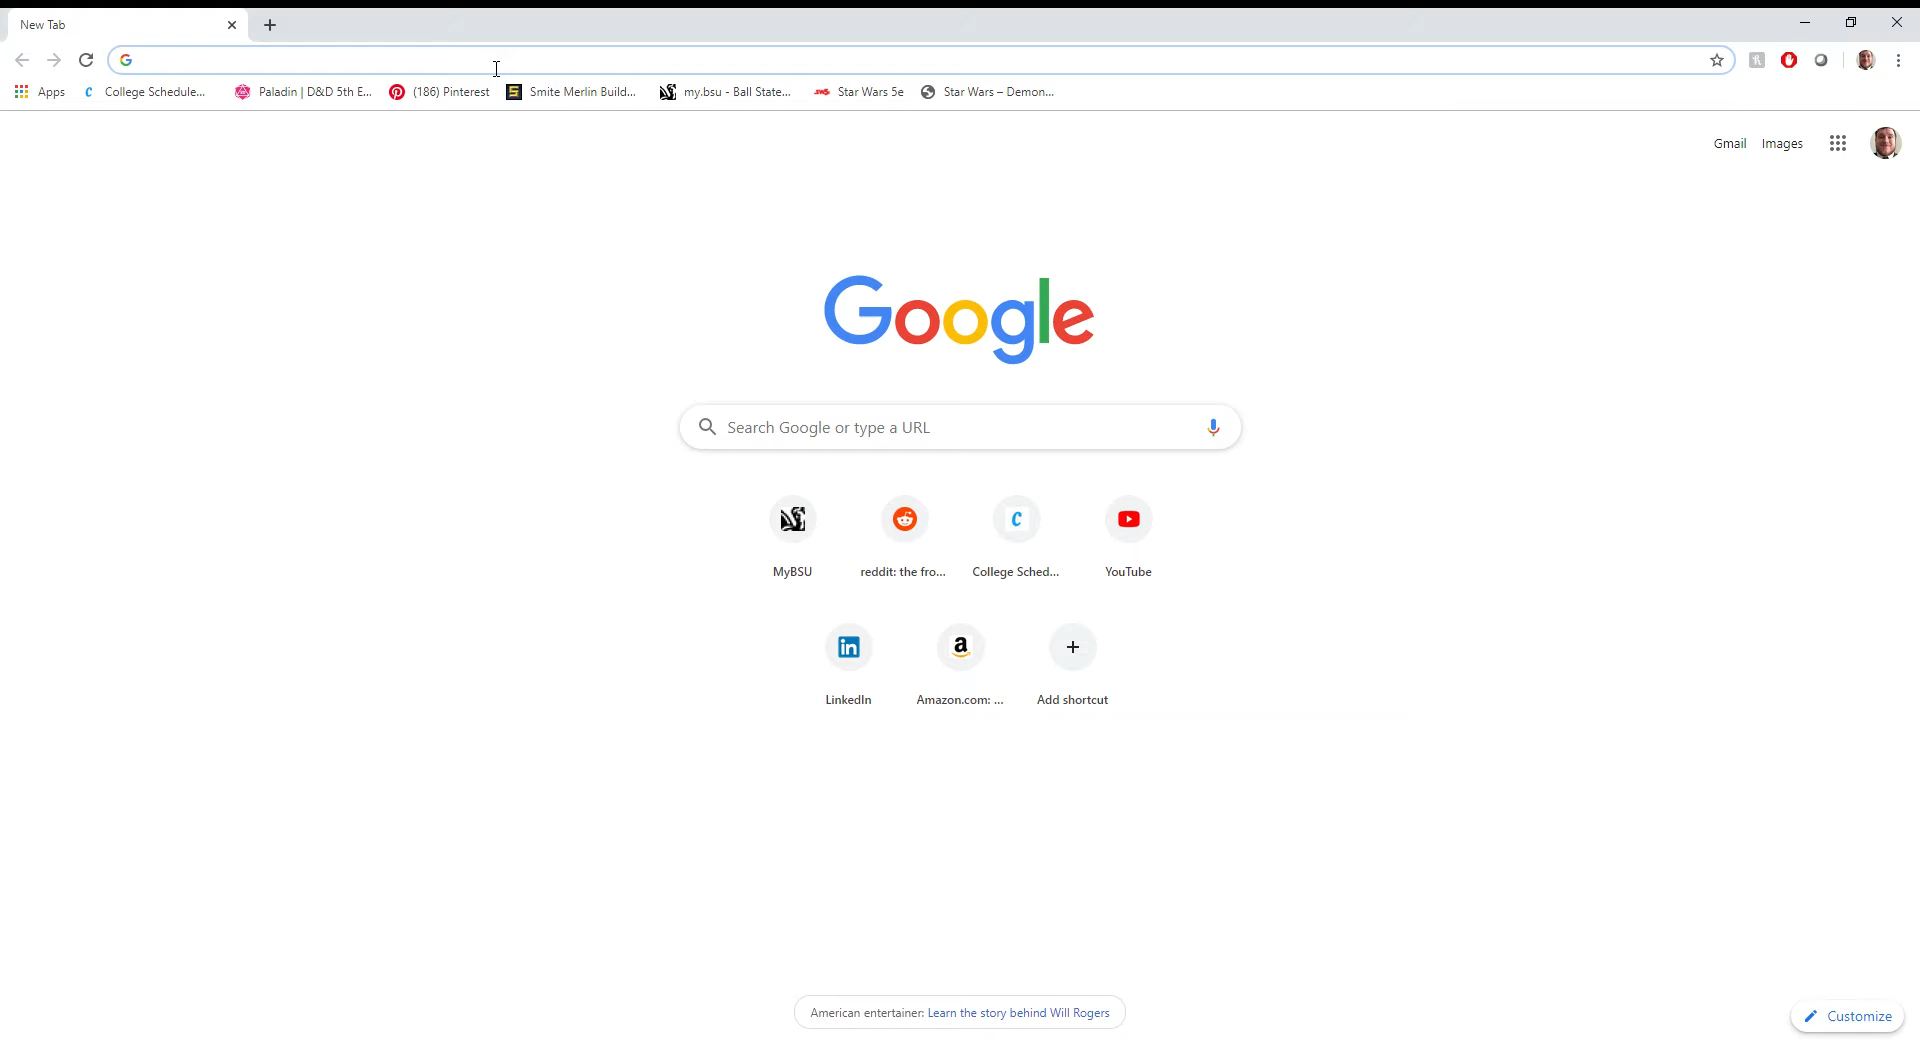 New Tab
Apps College Schedule... Paladin | D&D 5th E... (186) Pinterest Smite Merlin Build... my.bsu - Ball State... Star Wars 5e Star Wars – Demon...
Gmail Images
Google
Search Google or type a URL
MyBSU reddit: the fro... College Sched... YouTube
LinkedIn Amazon.com: ... Add shortcut
American entertainer: Learn the story behind Will Rogers
Customize